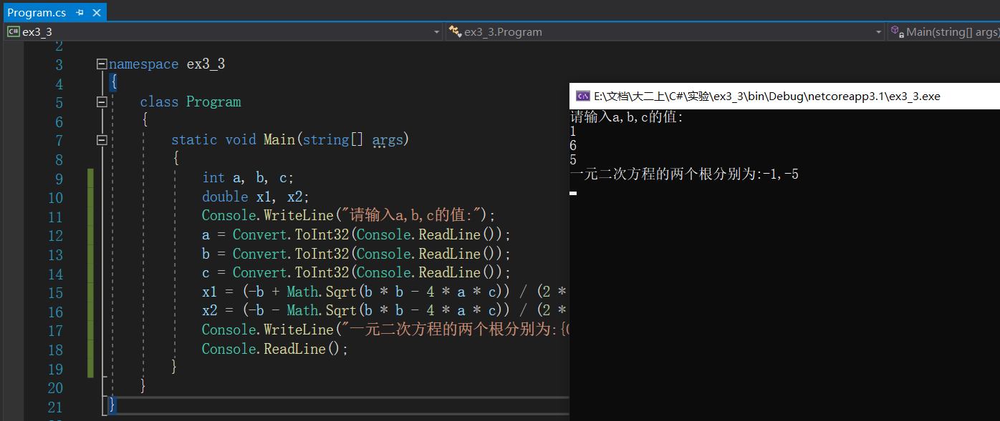 Program.cs
C# ex3_3
ex3_3.Program
Main(string[] args)
2
3 namespace ex3_3
4 {
5 class Program
6 {
7 static void Main(string[] args)
8 {
9 int a, b, c;
10 double x1, x2;
11 Console.WriteLine("请输入a,b,c的值:");
12 a = Convert.ToInt32(Console.ReadLine());
13 b = Convert.ToInt32(Console.ReadLine());
14 c = Convert.ToInt32(Console.ReadLine());
15 x1 = (-b + Math.Sqrt(b * b - 4 * a * c)) / (2 *
16 x2 = (-b - Math.Sqrt(b * b - 4 * a * c)) / (2 *
17 Console.WriteLine("一元二次方程的两个根分别为:{
18 Console.ReadLine();
19 }
20 }
21 }
C:\ E:\文档\大二上\C#\实验\ex3_3\bin\Debug\netcoreapp3.1\ex3_3.exe
请输入a,b,c的值:
1
6
5
一元二次方程的两个根分别为:-1,-5